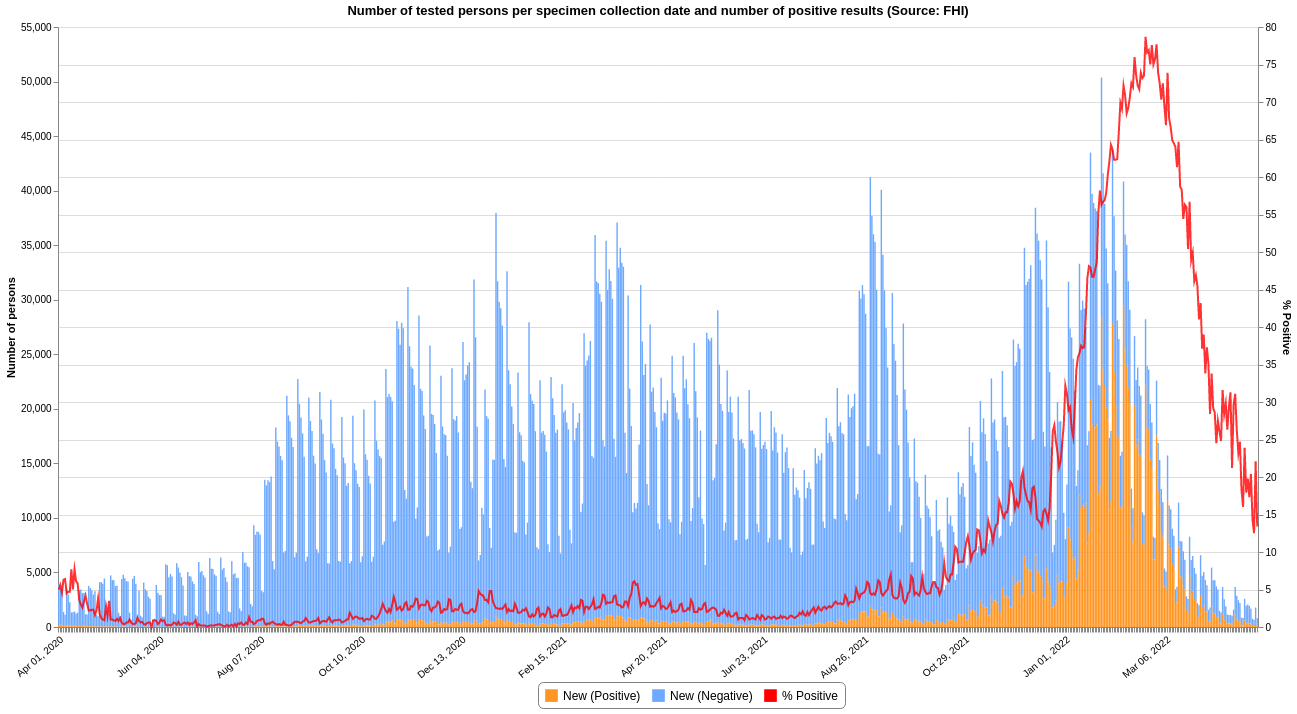 Number of tested persons per specimen collection date and number of positive results (Source: FHI)
55,000
50,000
45,000
40,000
35,000
30,000
25,000
20,000
15,000
10,000
5,000
0
Number of persons
80
75
70
65
60
55
50
45
40
35
30
25
20
15
10
5
0
% Positive
Apr 01, 2020
Jun 04, 2020
Aug 07, 2020
Oct 10, 2020
Dec 13, 2020
Feb 15, 2021
Apr 20, 2021
Jun 23, 2021
Aug 26, 2021
Oct 29, 2021
Jan 01, 2022
Mar 06, 2022
New (Positive)
New (Negative)
% Positive